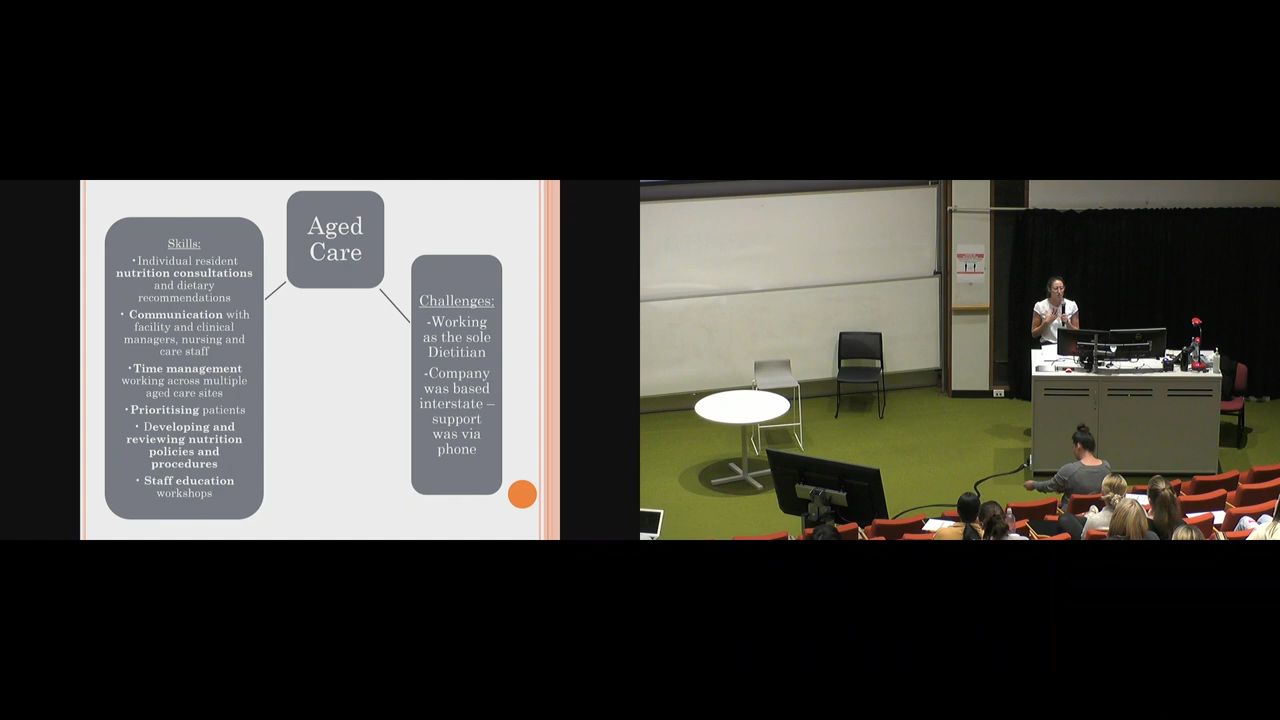 Aged
Care
Skills:
•Individual resident
nutrition consultations
and dietary
recommendations
• Communication with
facility and clinical
managers, nursing and
care staff
•Time management
working across multiple
aged care sites
•Prioritising patients
• Developing and
reviewing nutrition
policies and
procedures
• Staff education
workshops
Challenges:
-Working
as the sole
Dietitian
-Company
was based
interstate –
support
was via
phone